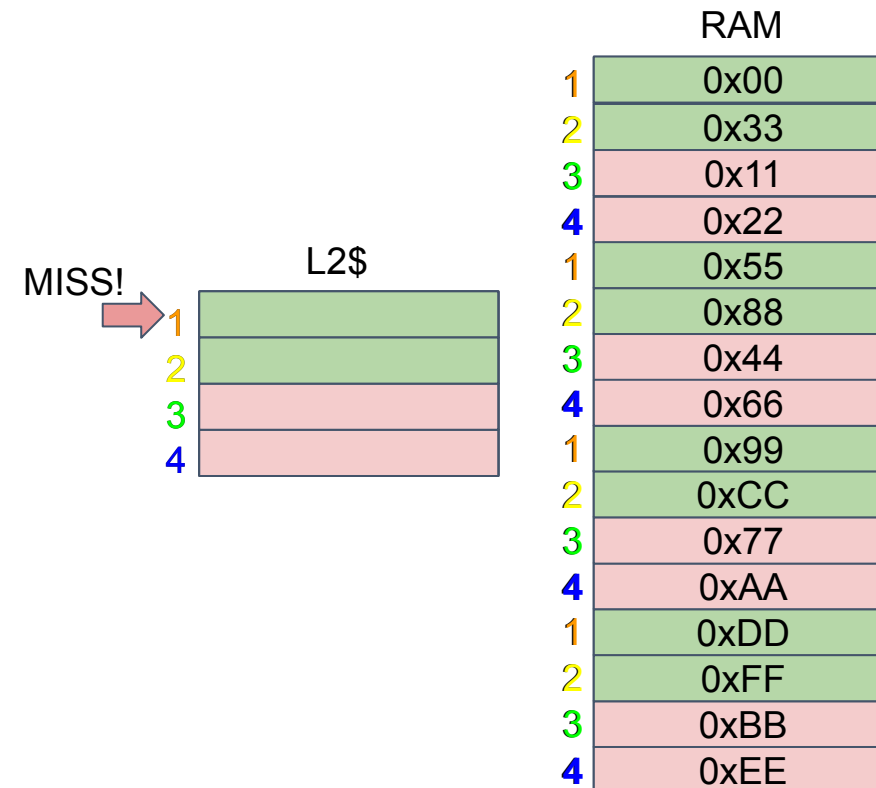 MISS!
L2$
1
2
3
4
RAM
1 0x00
2 0x33
3 0x11
4 0x22
1 0x55
2 0x88
3 0x44
4 0x66
1 0x99
2 0xCC
3 0x77
4 0xAA
1 0xDD
2 0xFF
3 0xBB
4 0xEE